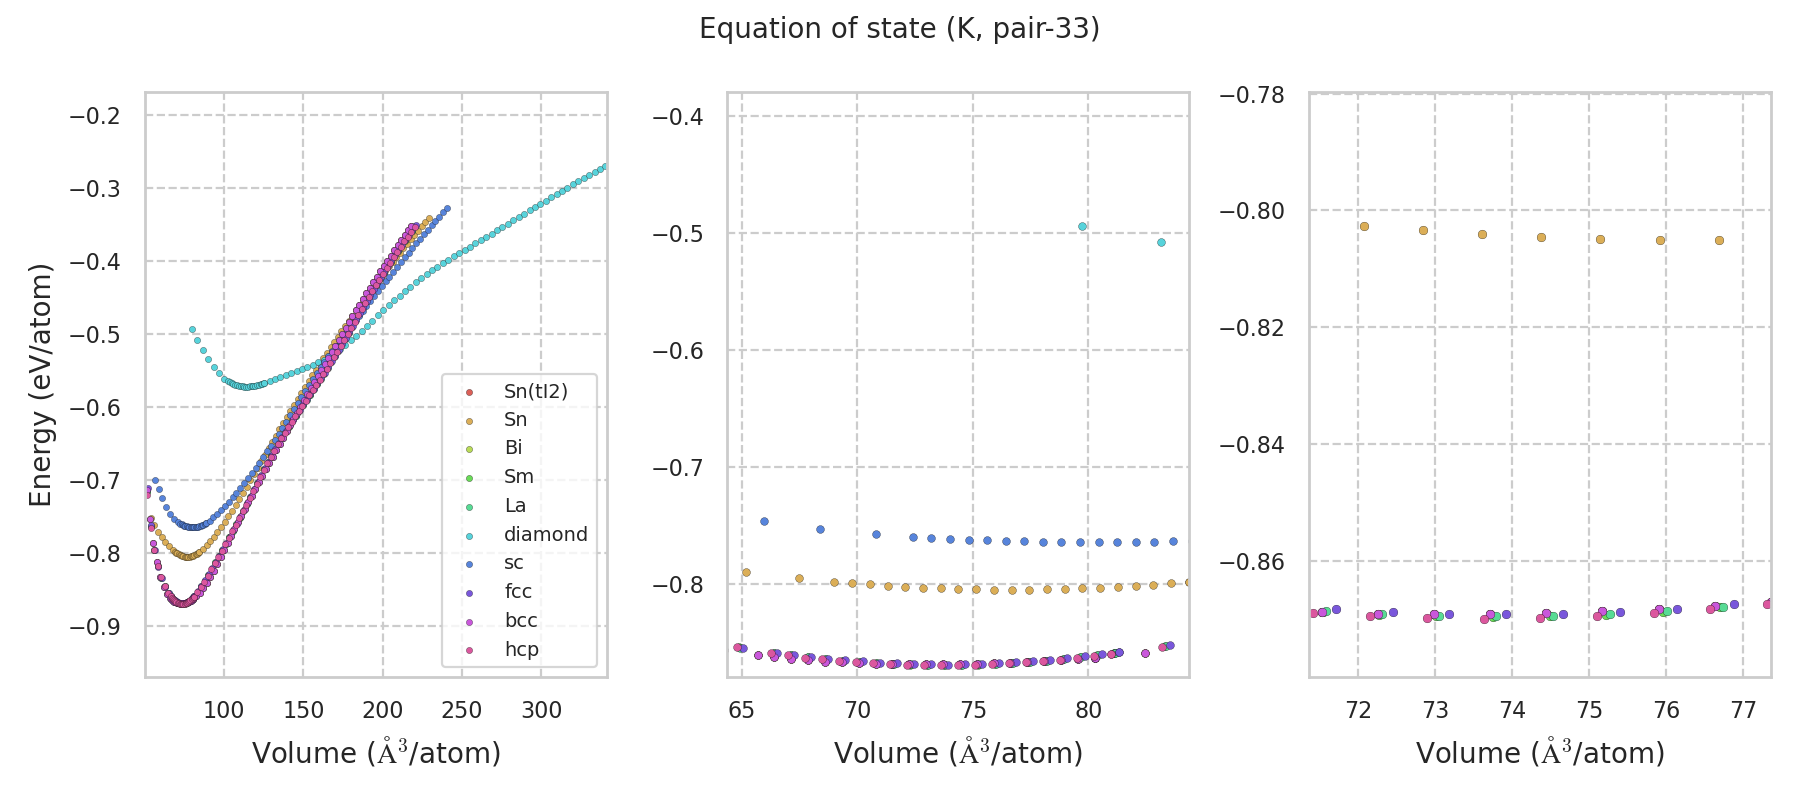 Equation of state (K, pair-33)
Energy (eV/atom)
−0.2
−0.3
−0.4
−0.5
−0.6
−0.7
−0.8
−0.9
100 150 200 250 300
Volume (Å³/atom)
Sn(tI2)
Sn
Bi
Sm
La
diamond
sc
fcc
bcc
hcp
−0.4
−0.5
−0.6
−0.7
−0.8
65 70 75 80
Volume (Å³/atom)
−0.78
−0.80
−0.82
−0.84
−0.86
72 73 74 75 76 77
Volume (Å³/atom)